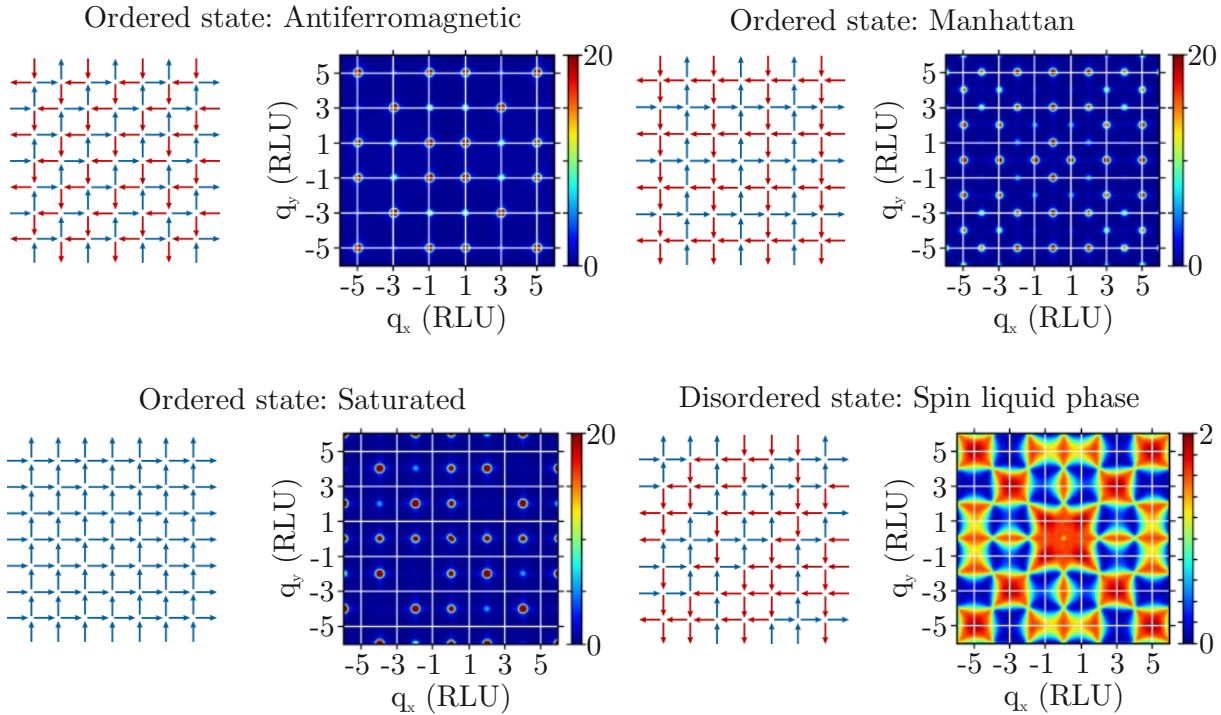 Ordered state: Antiferromagnetic
20
0
5
3
1
-1
-3
-5
q_y (RLU)
-5 -3 -1 1 3 5
q_x (RLU)
Ordered state: Manhattan
20
0
5
3
1
-1
-3
-5
q_y (RLU)
-5 -3 -1 1 3 5
q_x (RLU)
Ordered state: Saturated
20
0
5
3
1
-1
-3
-5
q_y (RLU)
-5 -3 -1 1 3 5
q_x (RLU)
Disordered state: Spin liquid phase
2
0
5
3
1
-1
-3
-5
q_y (RLU)
-5 -3 -1 1 3 5
q_x (RLU)